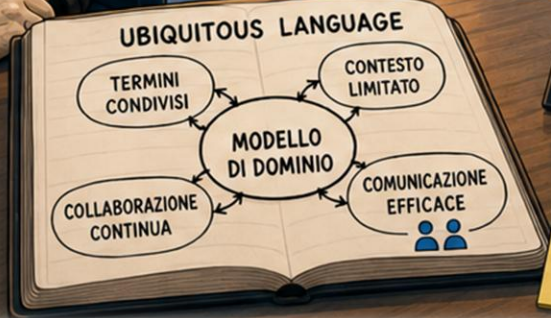 UBIQUITOUS LANGUAGE
TERMINI
CONDIVISI
CONTESTO
LIMITATO
MODELLO
DI DOMINIO
COLLABORAZIONE
CONTINUA
COMUNICAZIONE
EFFICACE